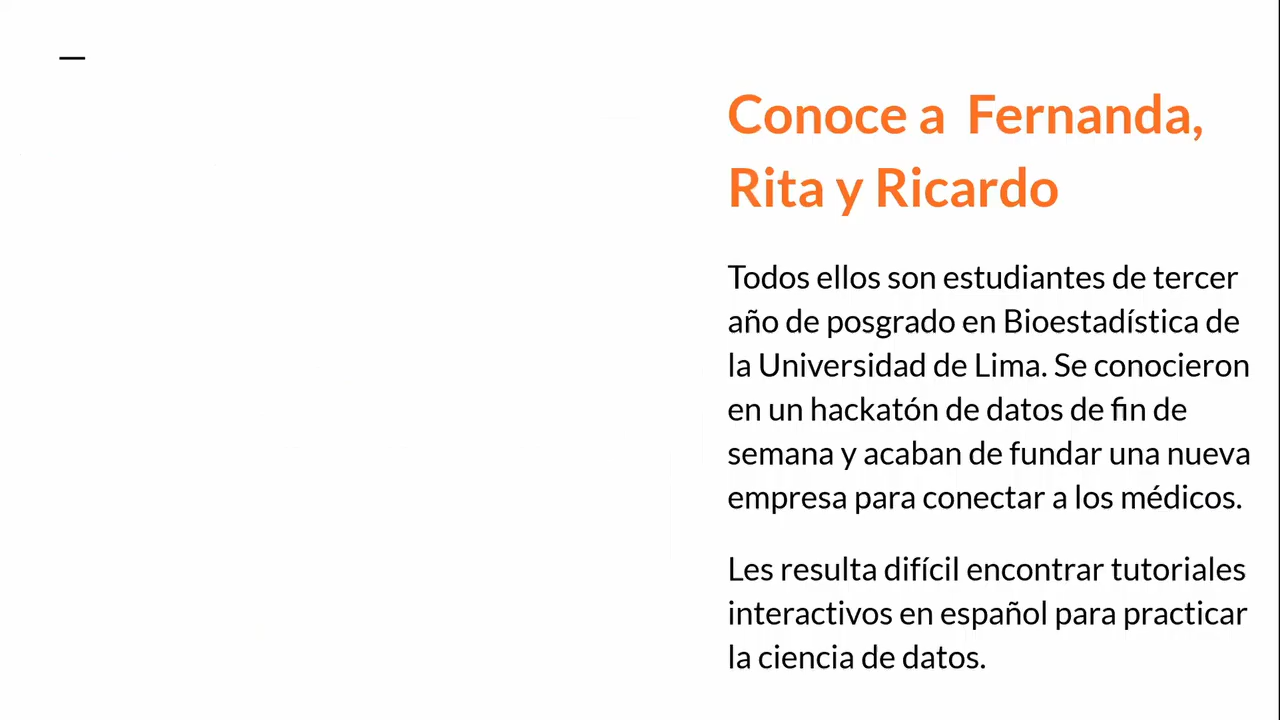 Conoce a Fernanda,
Rita y Ricardo
Todos ellos son estudiantes de tercer
año de posgrado en Bioestadística de
la Universidad de Lima. Se conocieron
en un hackatón de datos de fin de
semana y acaban de fundar una nueva
empresa para conectar a los médicos.
Les resulta difícil encontrar tutoriales
interactivos en español para practicar
la ciencia de datos.